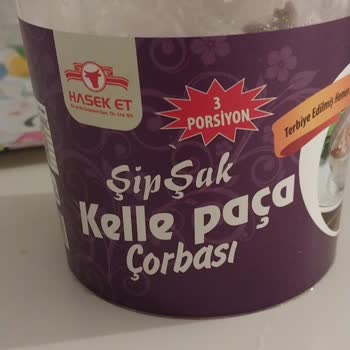 HASEK ET
3
PORSİYON
Terbiye Edilmiş
ŞipŞak
Kelle paça
Çorbası